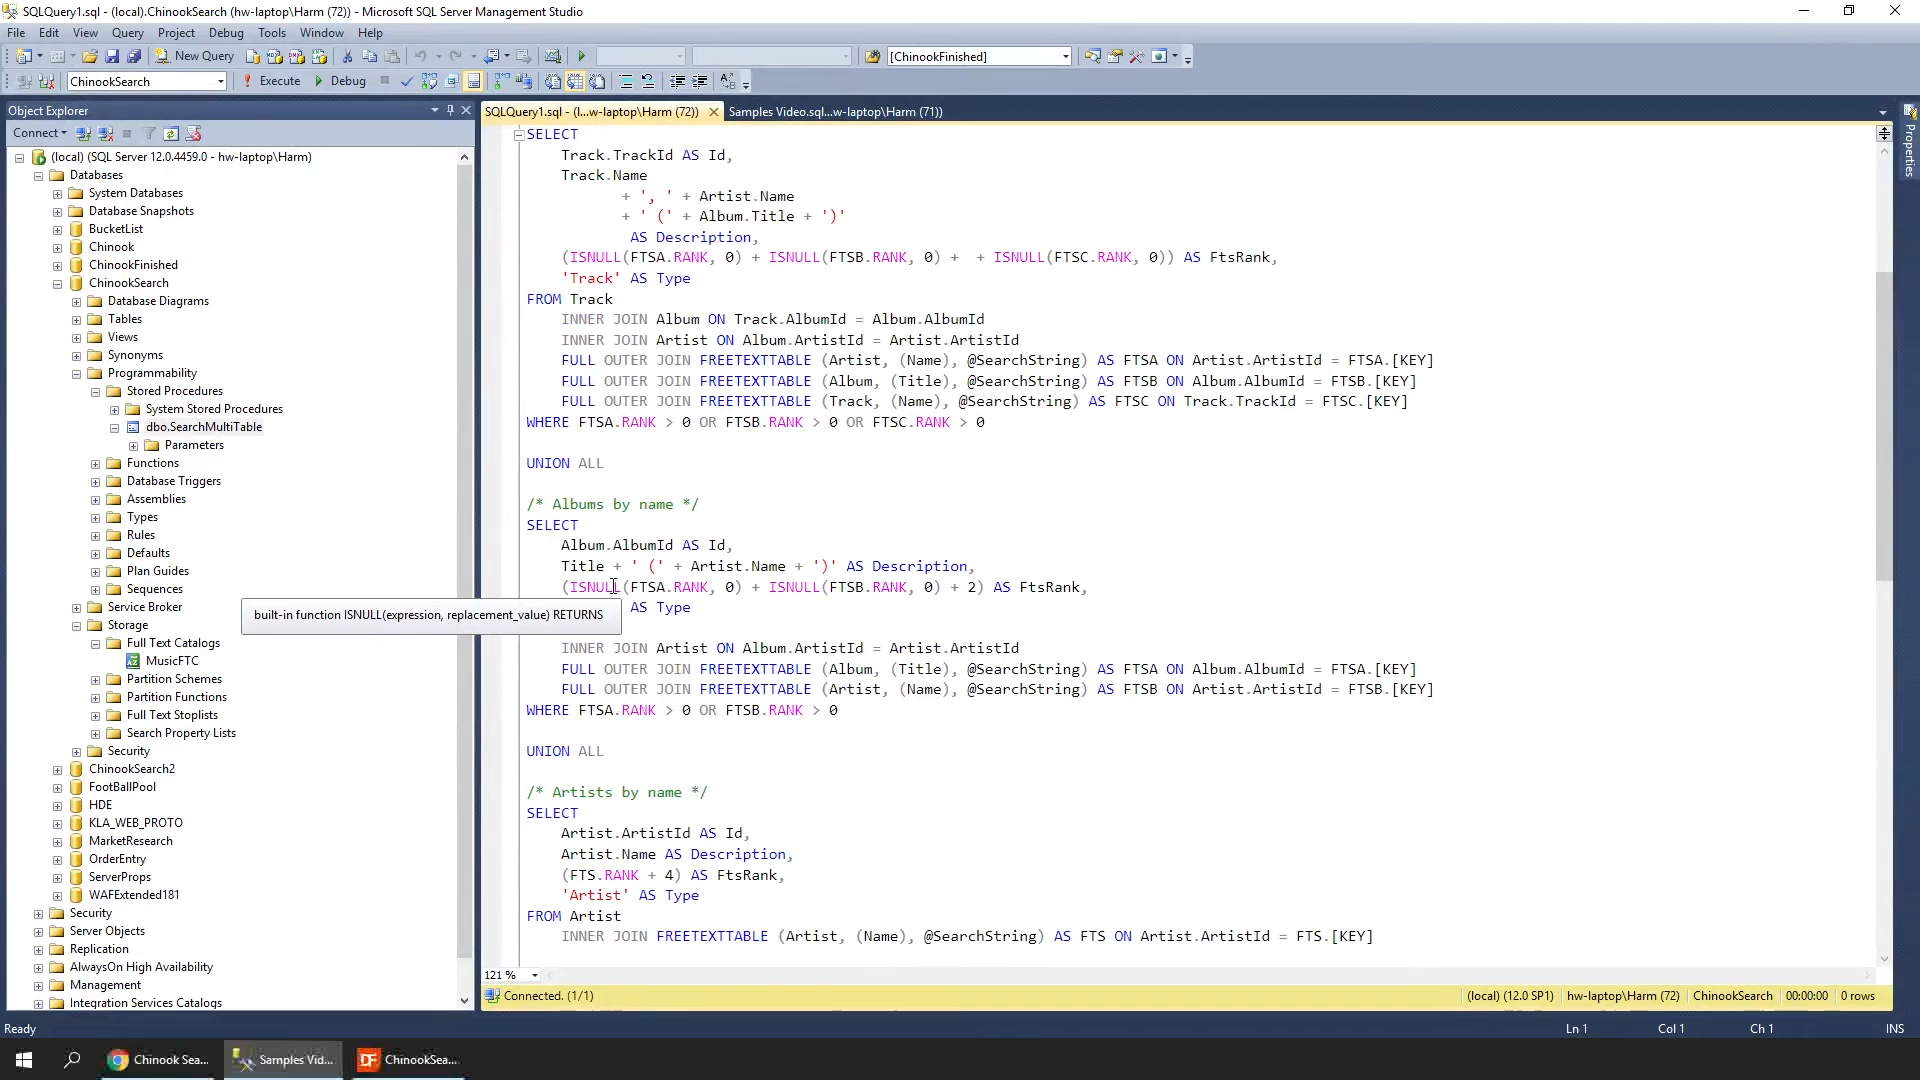 SQLQuery1.sql - (local).ChinookSearch (hw-laptop\Harm (72)) - Microsoft SQL Server Management Studio
File Edit View Query Project Debug Tools Window Help
New Query [ChinookFinished]
ChinookSearch Execute Debug
Object Explorer
Connect
(local) (SQL Server 12.0.4459.0 - hw-laptop\Harm)
Databases
System Databases
Database Snapshots
BucketList
Chinook
ChinookFinished
ChinookSearch
Database Diagrams
Tables
Views
Synonyms
Programmability
Stored Procedures
System Stored Procedures
dbo.SearchMultiTable
Parameters
Functions
Database Triggers
Assemblies
Types
Rules
Defaults
Plan Guides
Sequences
Service Broker
Storage
Full Text Catalogs
MusicFTC
Partition Schemes
Partition Functions
Full Text Stoplists
Search Property Lists
Security
ChinookSearch2
FootBallPool
HDE
KLA_WEB_PROTO
MarketResearch
OrderEntry
ServerProps
WAFExtended181
Security
Server Objects
Replication
AlwaysOn High Availability
Management
Integration Services Catalogs
SQLQuery1.sql - (l...w-laptop\Harm (72)) Samples Video.sql...w-laptop\Harm (71))
SELECT
Track.TrackId AS Id,
Track.Name
+ ', ' + Artist.Name
+ ' (' + Album.Title + ')'
AS Description,
(ISNULL(FTSA.RANK, 0) + ISNULL(FTSB.RANK, 0) +  + ISNULL(FTSC.RANK, 0)) AS FtsRank,
'Track' AS Type
FROM Track
INNER JOIN Album ON Track.AlbumId = Album.AlbumId
INNER JOIN Artist ON Album.ArtistId = Artist.ArtistId
FULL OUTER JOIN FREETEXTTABLE (Artist, (Name), @SearchString) AS FTSA ON Artist.ArtistId = FTSA.[KEY]
FULL OUTER JOIN FREETEXTTABLE (Album, (Title), @SearchString) AS FTSB ON Album.AlbumId = FTSB.[KEY]
FULL OUTER JOIN FREETEXTTABLE (Track, (Name), @SearchString) AS FTSC ON Track.TrackId = FTSC.[KEY]
WHERE FTSA.RANK > 0 OR FTSB.RANK > 0 OR FTSC.RANK > 0
UNION ALL
/* Albums by name */
SELECT
Album.AlbumId AS Id,
Title + ' (' + Artist.Name + ')' AS Description,
(ISNULL(FTSA.RANK, 0) + ISNULL(FTSB.RANK, 0) + 2) AS FtsRank,
AS Type
built-in function ISNULL(expression, replacement_value) RETURNS
INNER JOIN Artist ON Album.ArtistId = Artist.ArtistId
FULL OUTER JOIN FREETEXTTABLE (Album, (Title), @SearchString) AS FTSA ON Album.AlbumId = FTSA.[KEY]
FULL OUTER JOIN FREETEXTTABLE (Artist, (Name), @SearchString) AS FTSB ON Artist.ArtistId = FTSB.[KEY]
WHERE FTSA.RANK > 0 OR FTSB.RANK > 0
UNION ALL
/* Artists by name */
SELECT
Artist.ArtistId AS Id,
Artist.Name AS Description,
(FTS.RANK + 4) AS FtsRank,
'Artist' AS Type
FROM Artist
INNER JOIN FREETEXTTABLE (Artist, (Name), @SearchString) AS FTS ON Artist.ArtistId = FTS.[KEY]
121 %
Connected. (1/1) (local) (12.0 SP1) hw-laptop\Harm (72) ChinookSearch 00:00:00 0 rows
Properties
Ready Ln 1 Col 1 Ch 1 INS
Chinook Sea... Samples Vid... DF ChinookSea...